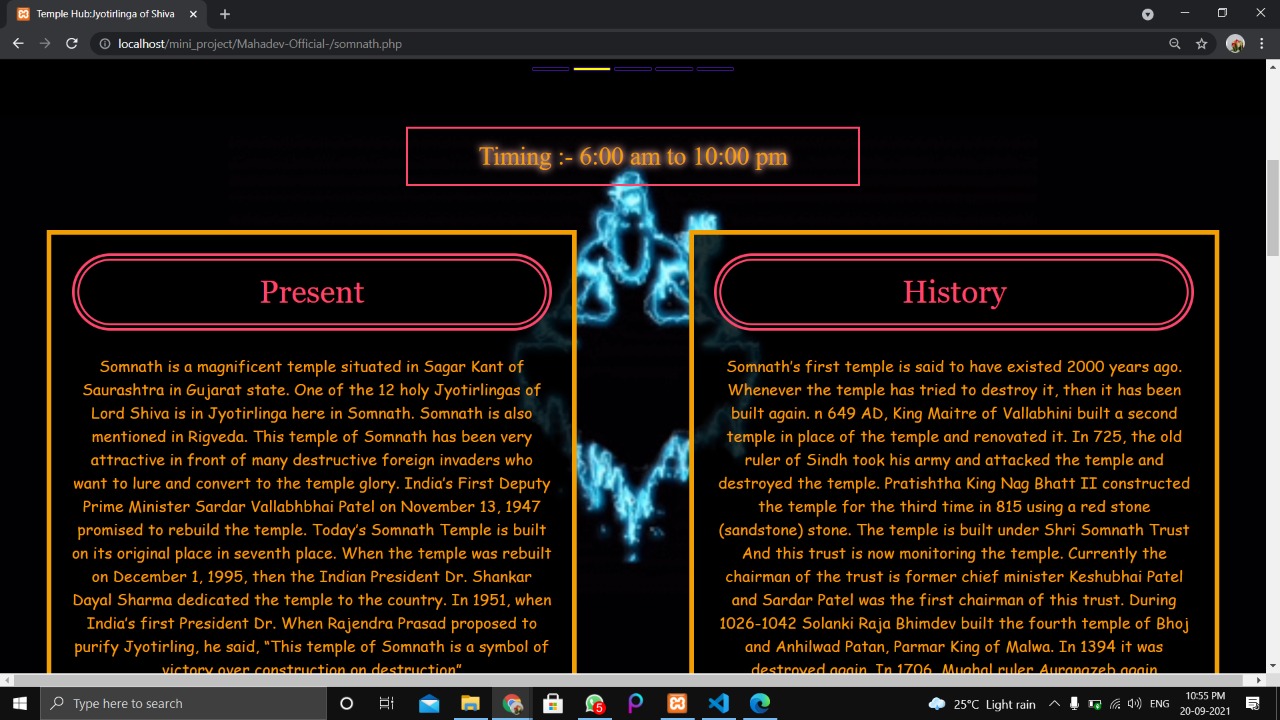 Temple Hub:Jyotirlinga of Shiva
localhost/mini_project/Mahadev-Official-/somnath.php
Timing :- 6:00 am to 10:00 pm
Present
Somnath is a magnificent temple situated in Sagar Kant of
Saurashtra in Gujarat state. One of the 12 holy Jyotirlingas of
Lord Shiva is in Jyotirlinga here in Somnath. Somnath is also
mentioned in Rigveda. This temple of Somnath has been very
attractive in front of many destructive foreign invaders who
want to lure and convert to the temple glory. India's First Deputy
Prime Minister Sardar Vallabhbhai Patel on November 13, 1947
promised to rebuild the temple. Today's Somnath Temple is built
on its original place in seventh place. When the temple was rebuilt
on December 1, 1995, then the Indian President Dr. Shankar
Dayal Sharma dedicated the temple to the country. In 1951, when
India's first President Dr. When Rajendra Prasad proposed to
purify Jyotirling, he said, "This temple of Somnath is a symbol of
victory over construction on destruction"
History
Somnath's first temple is said to have existed 2000 years ago.
Whenever the temple has tried to destroy it, then it has been
built again. n 649 AD, King Maitre of Vallabhini built a second
temple in place of the temple and renovated it. In 725, the old
ruler of Sindh took his army and attacked the temple and
destroyed the temple. Pratishtha King Nag Bhatt II constructed
the temple for the third time in 815 using a red stone
(sandstone) stone. The temple is built under Shri Somnath Trust
And this trust is now monitoring the temple. Currently the
chairman of the trust is former chief minister Keshubhai Patel
and Sardar Patel was the first chairman of this trust. During
1026-1042 Solanki Raja Bhimdev built the fourth temple of Bhoj
and Anhilwad Patan, Parmar King of Malwa. In 1394 it was
destroyed again. In 1706, Mughal ruler Aurangzeb again
Type here to search
5
25°C Light rain
ENG
10:55 PM
20-09-2021